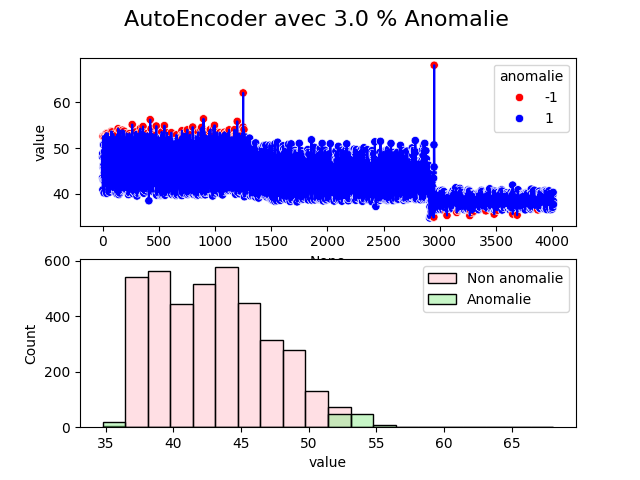 AutoEncoder avec 3.0 % Anomalie
anomalie
-1
1
value
60
50
40
0 500 1000 1500 2000 2500 3000 3500 4000
None
Non anomalie
Anomalie
Count
600
400
200
0
35 40 45 50 55 60 65
value